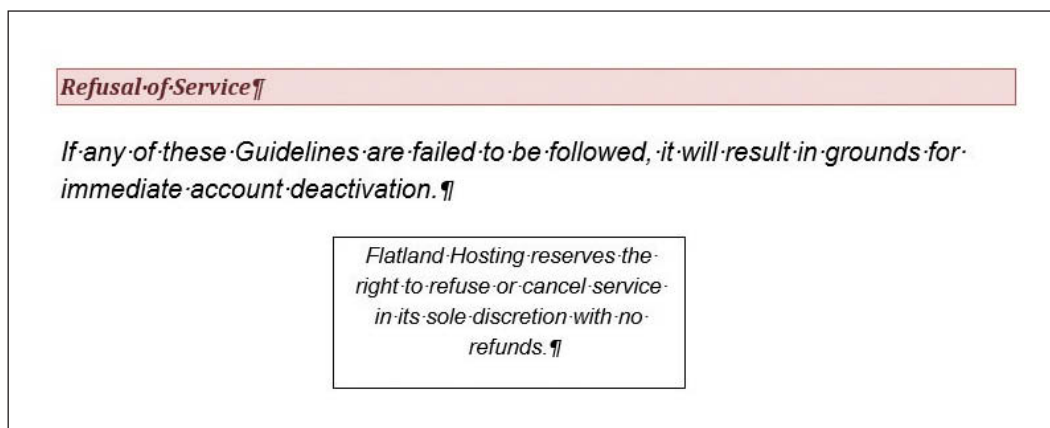 Refusal·of·Service¶
If·any·of·these·Guidelines·are·failed·to·be·followed,·it·will·result·in·grounds·for·
immediate·account·deactivation.¶
Flatland·Hosting·reserves·the·
right·to·refuse·or·cancel·service·
in·its·sole·discretion·with·no·
refunds.¶